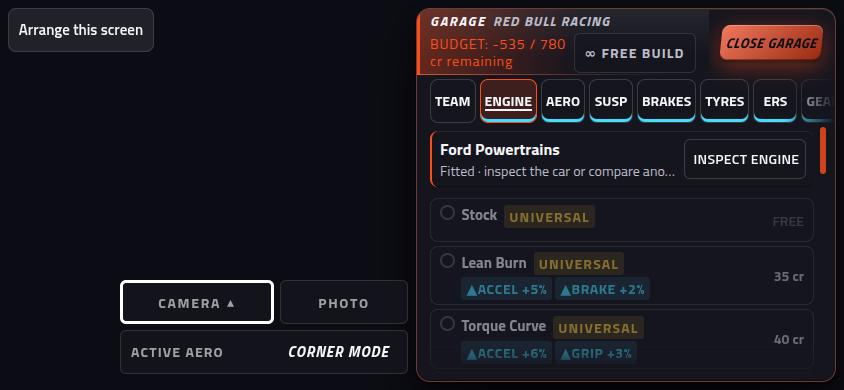 Arrange this screen
GARAGE RED BULL RACING
BUDGET: -535 / 780
cr remaining
∞ FREE BUILD
CLOSE GARAGE
TEAM ENGINE AERO SUSP BRAKES TYRES ERS
Ford Powertrains
Fitted · inspect the car or compare ano...
INSPECT ENGINE
Stock UNIVERSAL FREE
Lean Burn UNIVERSAL
▲ACCEL +5% ▲BRAKE +2%
35 cr
Torque Curve UNIVERSAL
▲ACCEL +6% ▲GRIP +3%
40 cr
CAMERA ▲ PHOTO
ACTIVE AERO CORNER MODE